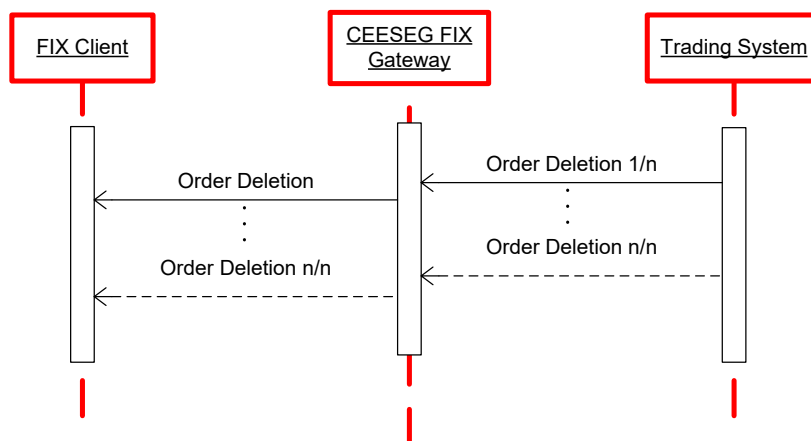 FIX Client
CEESEG FIX
Gateway
Trading System
Order Deletion
Order Deletion 1/n
Order Deletion n/n
Order Deletion n/n